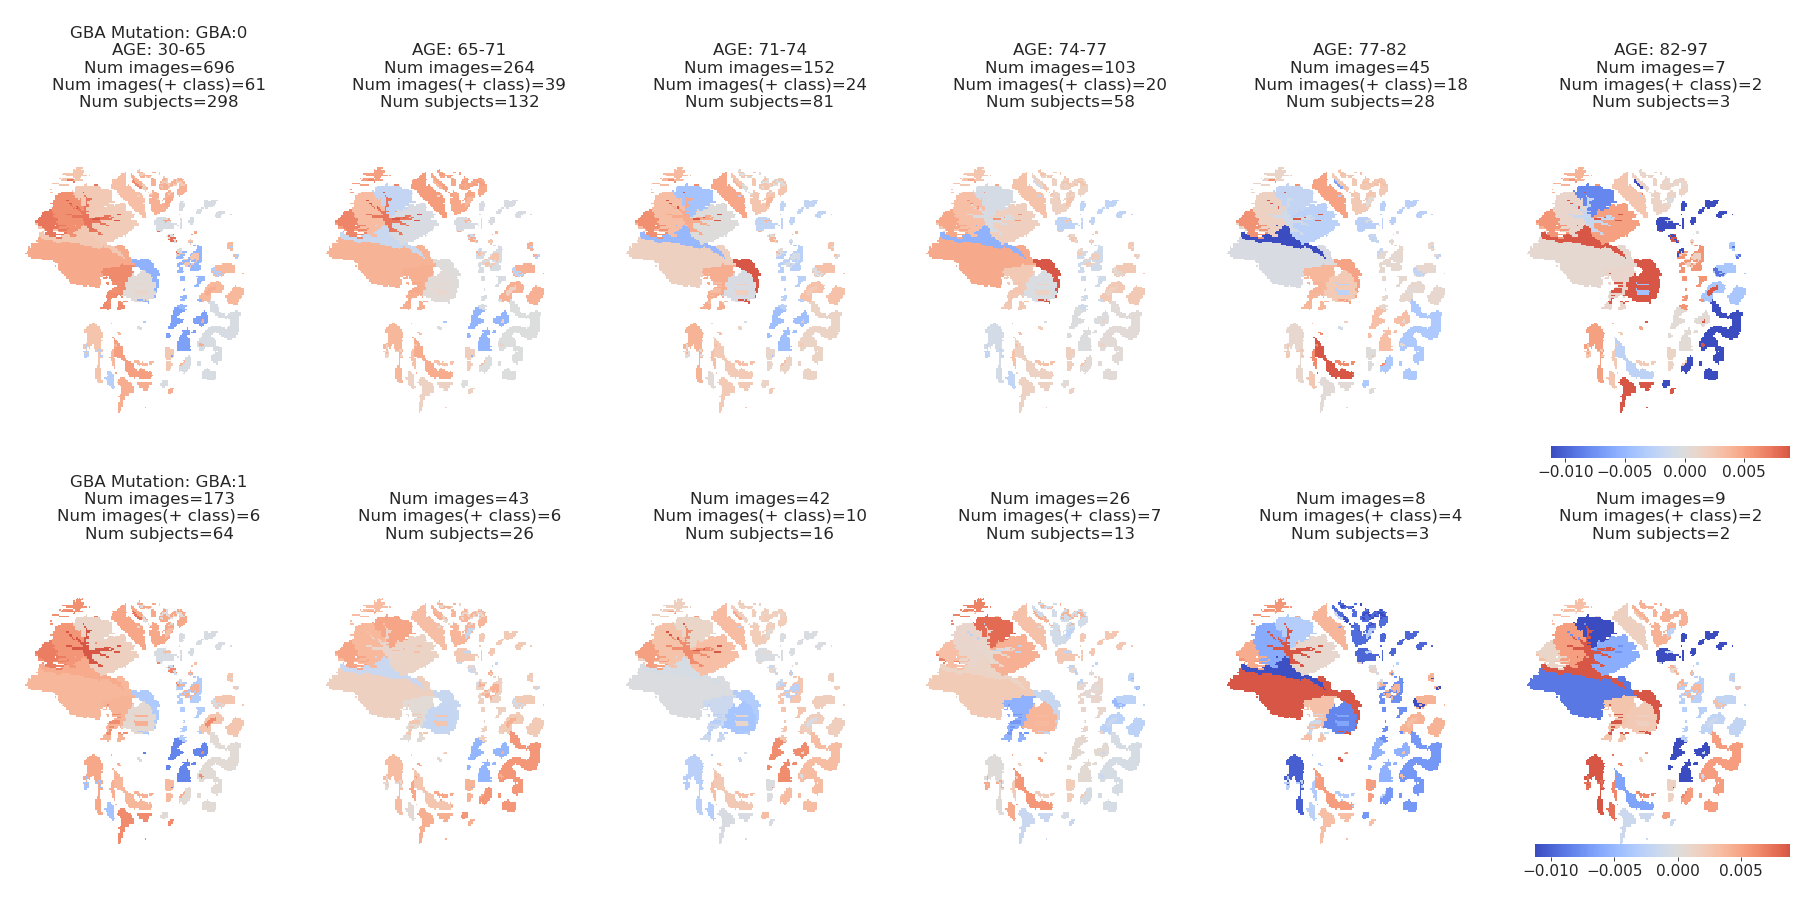 GBA Mutation: GBA:0
AGE: 30-65
Num images=696
Num images(+ class)=61
Num subjects=298
AGE: 65-71
Num images=264
Num images(+ class)=39
Num subjects=132
AGE: 71-74
Num images=152
Num images(+ class)=24
Num subjects=81
AGE: 74-77
Num images=103
Num images(+ class)=20
Num subjects=58
AGE: 77-82
Num images=45
Num images(+ class)=18
Num subjects=28
AGE: 82-97
Num images=7
Num images(+ class)=2
Num subjects=3
−0.010 −0.005 0.000 0.005
GBA Mutation: GBA:1
Num images=173
Num images(+ class)=6
Num subjects=64
Num images=43
Num images(+ class)=6
Num subjects=26
Num images=42
Num images(+ class)=10
Num subjects=16
Num images=26
Num images(+ class)=7
Num subjects=13
Num images=8
Num images(+ class)=4
Num subjects=3
Num images=9
Num images(+ class)=2
Num subjects=2
−0.010 −0.005 0.000 0.005